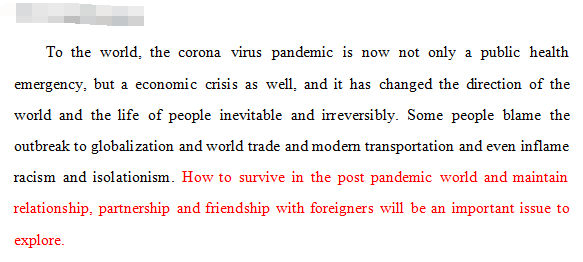 To the world, the corona virus pandemic is now not only a public health
emergency, but a economic crisis as well, and it has changed the direction of the
world and the life of people inevitable and irreversibly. Some people blame the
outbreak to globalization and world trade and modern transportation and even inflame
racism and isolationism. How to survive in the post pandemic world and maintain
relationship, partnership and friendship with foreigners will be an important issue to
explore.